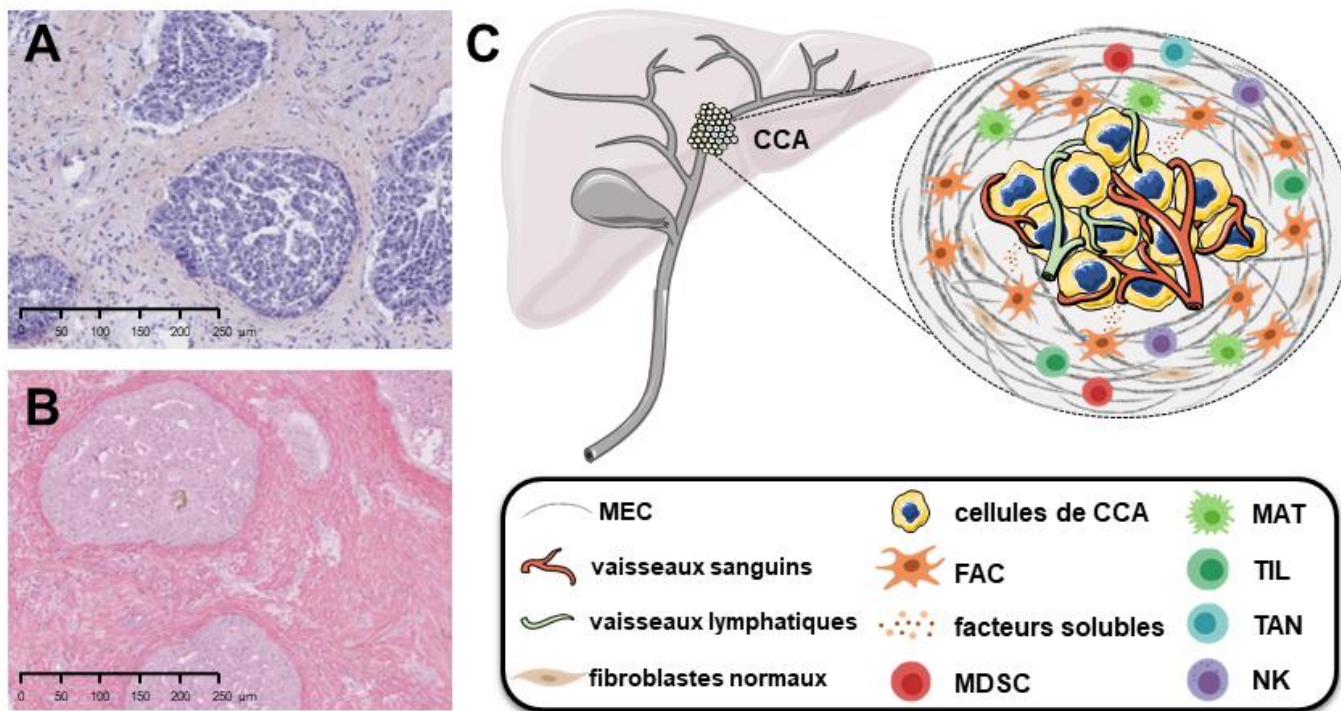 A
0 50 100 150 200 250 µm
B
0 50 100 150 200 250 µm
C
CCA
MEC
vaisseaux sanguins
vaisseaux lymphatiques
fibroblastes normaux
cellules de CCA
FAC
facteurs solubles
MDSC
MAT
TIL
TAN
NK